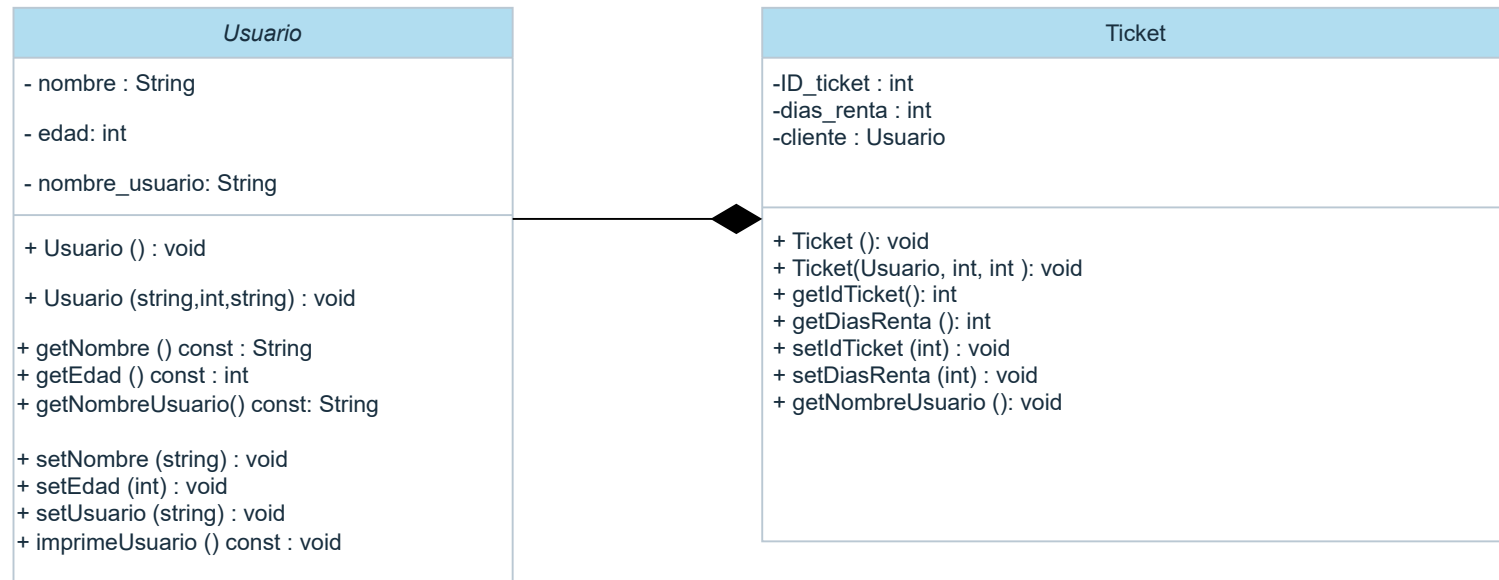 Usuario
- nombre : String
- edad: int
- nombre_usuario: String
+ Usuario () : void
+ Usuario (string,int,string) : void
+ getNombre () const : String
+ getEdad () const : int
+ getNombreUsuario() const: String
+ setNombre (string) : void
+ setEdad (int) : void
+ setUsuario (string) : void
+ imprimeUsuario () const : void
Ticket
-ID_ticket : int
-dias_renta : int
-cliente : Usuario
+ Ticket (): void
+ Ticket(Usuario, int, int ): void
+ getIdTicket(): int
+ getDiasRenta (): int
+ setIdTicket (int) : void
+ setDiasRenta (int) : void
+ getNombreUsuario (): void